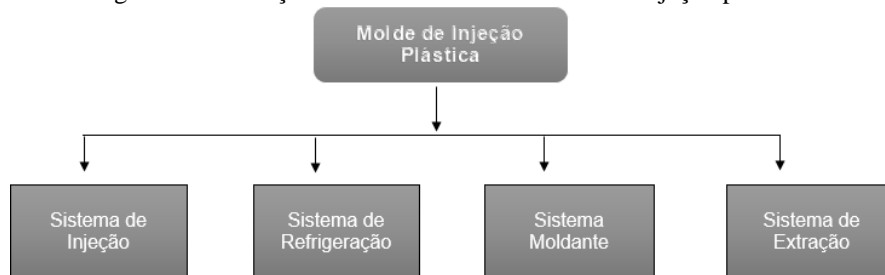 Molde de Injeção
Plástica
Sistema de
Injeção
Sistema de
Refrigeração
Sistema
Moldante
Sistema de
Extração